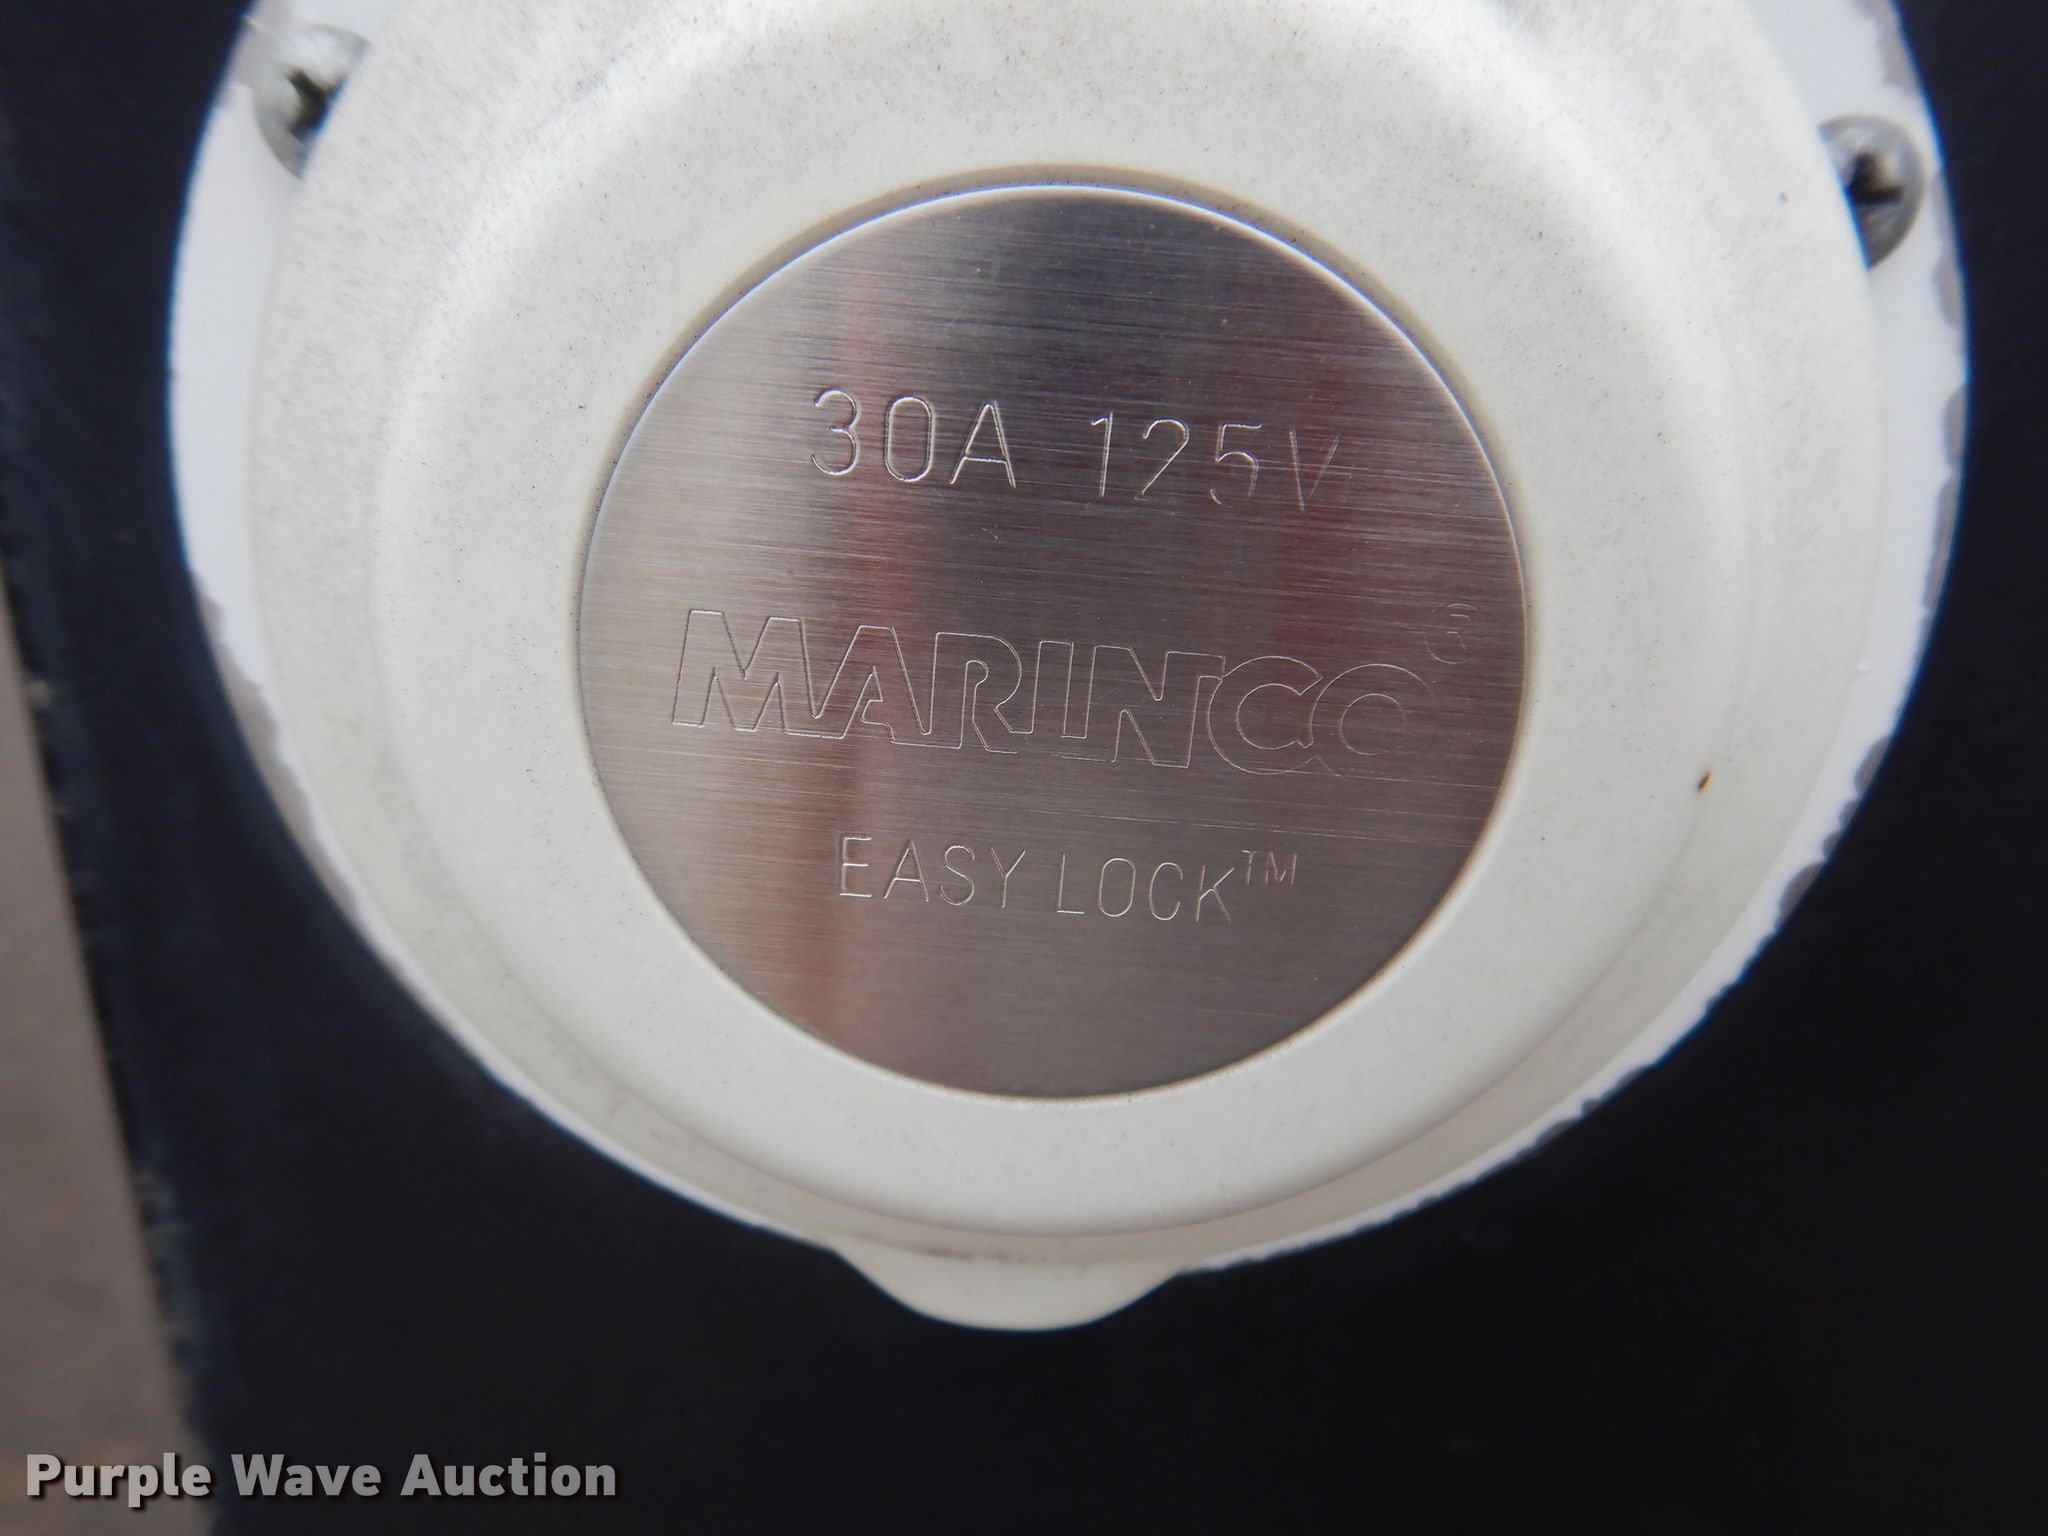 30A 125V
MARINCO®
EASY LOCK™
Purple Wave Auction